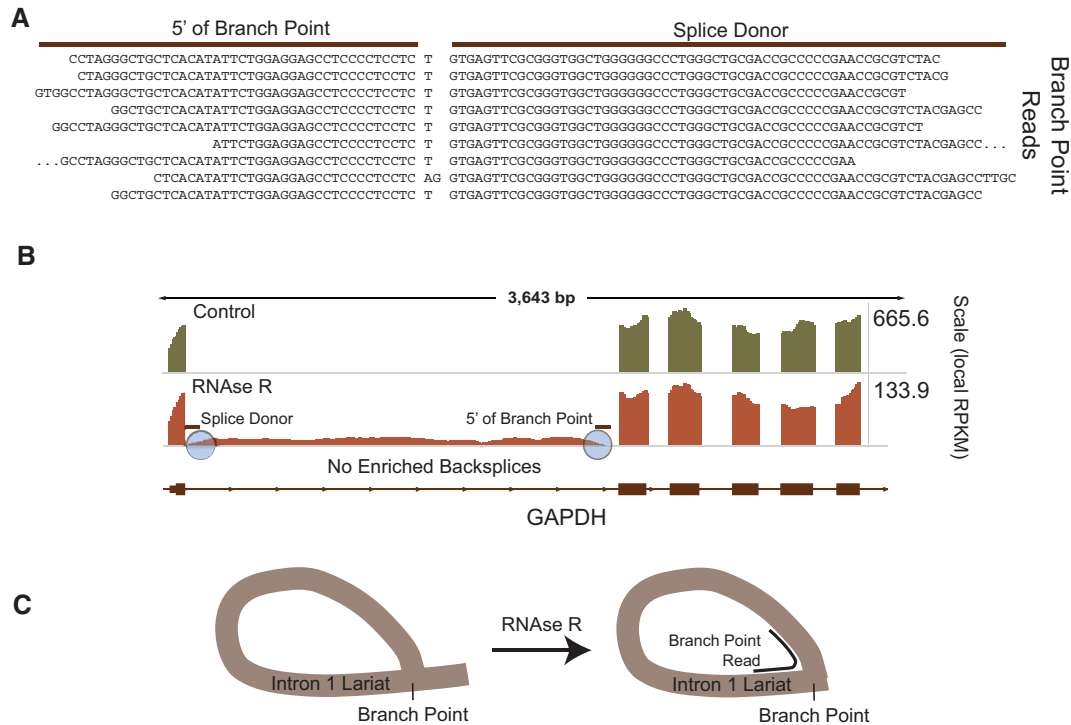 A
5' of Branch Point
Splice Donor
CCTAGGGCTGCTCACATATTCTGGAGGAGCCTCCCCTCCTC T GTGAGTTCGCGGGTGGCTGGGGGGCCCTGGGCTGCGACCGCCCCCGAACCGCGTCTAC
CTAGGGCTGCTCACATATTCTGGAGGAGCCTCCCCTCCTC T GTGAGTTCGCGGGTGGCTGGGGGGCCCTGGGCTGCGACCGCCCCCGAACCGCGTCTACG
GTGGCCTAGGGCTGCTCACATATTCTGGAGGAGCCTCCCCTCCTC T GTGAGTTCGCGGGTGGCTGGGGGGCCCTGGGCTGCGACCGCCCCCGAACCGCGT
GGCTGCTCACATATTCTGGAGGAGCCTCCCCTCCTC T GTGAGTTCGCGGGTGGCTGGGGGGCCCTGGGCTGCGACCGCCCCCGAACCGCGTCTACGAGCC
GGCCTAGGGCTGCTCACATATTCTGGAGGAGCCTCCCCTCCTC T GTGAGTTCGCGGGTGGCTGGGGGGCCCTGGGCTGCGACCGCCCCCGAACCGCGTCT
ATTCTGGAGGAGCCTCCCCTCCTC T GTGAGTTCGCGGGTGGCTGGGGGGCCCTGGGCTGCGACCGCCCCCGAACCGCGTCTACGAGCC...
...GCCTAGGGCTGCTCACATATTCTGGAGGAGCCTCCCCTCCTC T GTGAGTTCGCGGGTGGCTGGGGGGCCCTGGGCTGCGACCGCCCCCGAA
CTCACATATTCTGGAGGAGCCTCCCCTCCTC AG GTGAGTTCGCGGGTGGCTGGGGGGCCCTGGGCTGCGACCGCCCCCGAACCGCGTCTACGAGCCTTGC
GGCTGCTCACATATTCTGGAGGAGCCTCCCCTCCTC T GTGAGTTCGCGGGTGGCTGGGGGGCCCTGGGCTGCGACCGCCCCCGAACCGCGTCTACGAGCC
Branch Point
Reads
B
3,643 bp
Control
665.6
RNAse R
133.9
Splice Donor
5' of Branch Point
No Enriched Backsplices
Scale (local RPKM)
GAPDH
C
Intron 1 Lariat
Branch Point
RNAse R
Branch Point
Read
Intron 1 Lariat
Branch Point